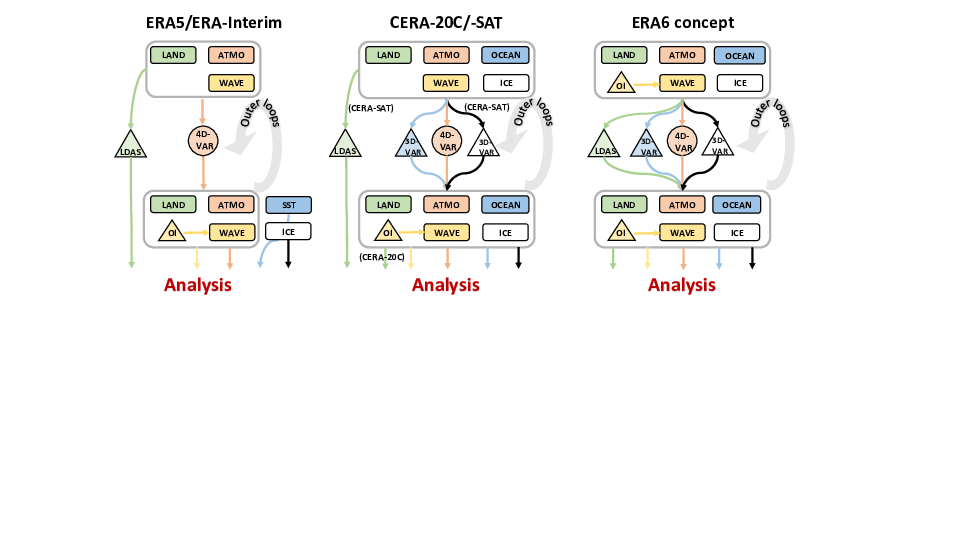 ERA5/ERA-Interim
LAND
ATMO
WAVE
Outer loops
LDAS
4D-
VAR
LAND
ATMO
SST
OI
WAVE
ICE
Analysis
CERA-20C/-SAT
LAND
ATMO
OCEAN
WAVE
ICE
(CERA-SAT)
(CERA-SAT)
Outer loops
LDAS
3D-
VAR
4D-
VAR
3D-
VAR
LAND
ATMO
OCEAN
OI
WAVE
ICE
(CERA-20C)
Analysis
ERA6 concept
LAND
ATMO
OCEAN
OI
WAVE
ICE
Outer loops
LDAS
3D-
VAR
4D-
VAR
3D-
VAR
LAND
ATMO
OCEAN
OI
WAVE
ICE
Analysis